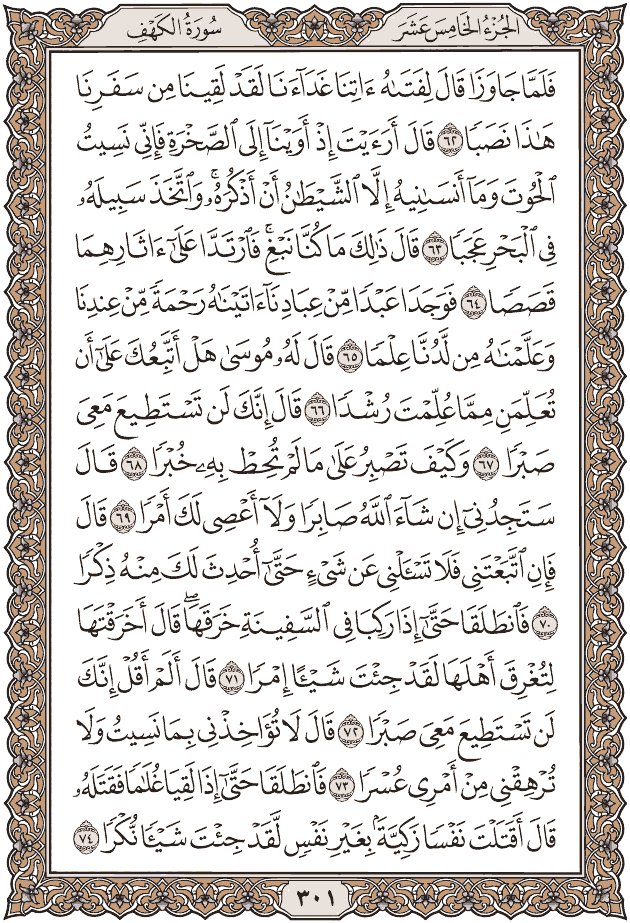 الجُزْءُ الخَامِسَ عَشَرَ
سُورَةُ الكَهْفِ
فَلَمَّا جَاوَزَا قَالَ لِفَتَىٰهُ ءَاتِنَا غَدَآءَنَا لَقَدْ لَقِينَا مِن سَفَرِنَا
هَٰذَا نَصَبًا ٦٢ قَالَ أَرَءَيْتَ إِذْ أَوَيْنَآ إِلَى ٱلصَّخْرَةِ فَإِنِّى نَسِيتُ
ٱلْحُوتَ وَمَآ أَنسَىٰنِيهُ إِلَّا ٱلشَّيْطَٰنُ أَنْ أَذْكُرَهُۥ ۚ وَٱتَّخَذَ سَبِيلَهُۥ
فِى ٱلْبَحْرِ عَجَبًا ٦٣ قَالَ ذَٰلِكَ مَا كُنَّا نَبْغِ ۚ فَٱرْتَدَّا عَلَىٰٓ ءَاثَارِهِمَا
قَصَصًا ٦٤ فَوَجَدَا عَبْدًا مِّنْ عِبَادِنَآ ءَاتَيْنَٰهُ رَحْمَةً مِّنْ عِندِنَا
وَعَلَّمْنَٰهُ مِن لَّدُنَّا عِلْمًا ٦٥ قَالَ لَهُۥ مُوسَىٰ هَلْ أَتَّبِعُكَ عَلَىٰٓ أَن
تُعَلِّمَنِ مِمَّا عُلِّمْتَ رُشْدًا ٦٦ قَالَ إِنَّكَ لَن تَسْتَطِيعَ مَعِىَ
صَبْرًا ٦٧ وَكَيْفَ تَصْبِرُ عَلَىٰ مَا لَمْ تُحِطْ بِهِۦ خُبْرًا ٦٨ قَالَ
سَتَجِدُنِىٓ إِن شَآءَ ٱللَّهُ صَابِرًا وَلَآ أَعْصِى لَكَ أَمْرًا ٦٩ قَالَ
فَإِنِ ٱتَّبَعْتَنِى فَلَا تَسْـَٔلْنِى عَن شَىْءٍ حَتَّىٰٓ أُحْدِثَ لَكَ مِنْهُ ذِكْرًا
٧٠ فَٱنطَلَقَا حَتَّىٰٓ إِذَا رَكِبَا فِى ٱلسَّفِينَةِ خَرَقَهَا ۖ قَالَ أَخَرَقْتَهَا
لِتُغْرِقَ أَهْلَهَا لَقَدْ جِئْتَ شَيْـًٔا إِمْرًا ٧١ قَالَ أَلَمْ أَقُلْ إِنَّكَ
لَن تَسْتَطِيعَ مَعِىَ صَبْرًا ٧٢ قَالَ لَا تُؤَاخِذْنِى بِمَا نَسِيتُ وَلَا
تُرْهِقْنِى مِنْ أَمْرِى عُسْرًا ٧٣ فَٱنطَلَقَا حَتَّىٰٓ إِذَا لَقِيَا غُلَٰمًا فَقَتَلَهُۥ
قَالَ أَقَتَلْتَ نَفْسًا زَكِيَّةًۢ بِغَيْرِ نَفْسٍ لَّقَدْ جِئْتَ شَيْـًٔا نُّكْرًا ٧٤
٣٠١